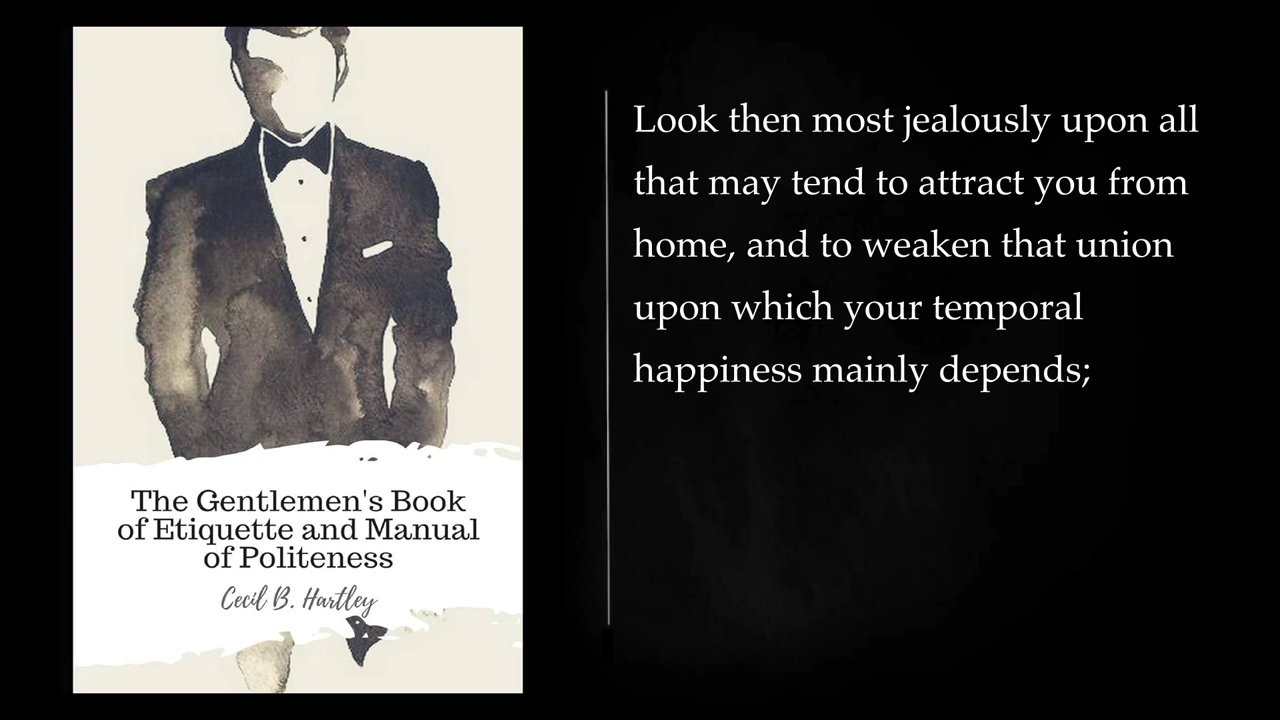 The Gentlemen's Book
of Etiquette and Manual
of Politeness
Cecil B. Hartley
Look then most jealously upon all
that may tend to attract you from
home, and to weaken that union
upon which your temporal
happiness mainly depends;